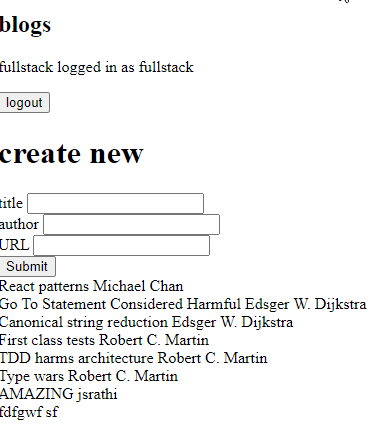 blogs
fullstack logged in as fullstack
logout
create new
title
author
URL
Submit
React patterns Michael Chan
Go To Statement Considered Harmful Edsger W. Dijkstra
Canonical string reduction Edsger W. Dijkstra
First class tests Robert C. Martin
TDD harms architecture Robert C. Martin
Type wars Robert C. Martin
AMAZING jsrathi
fdfgwf sf